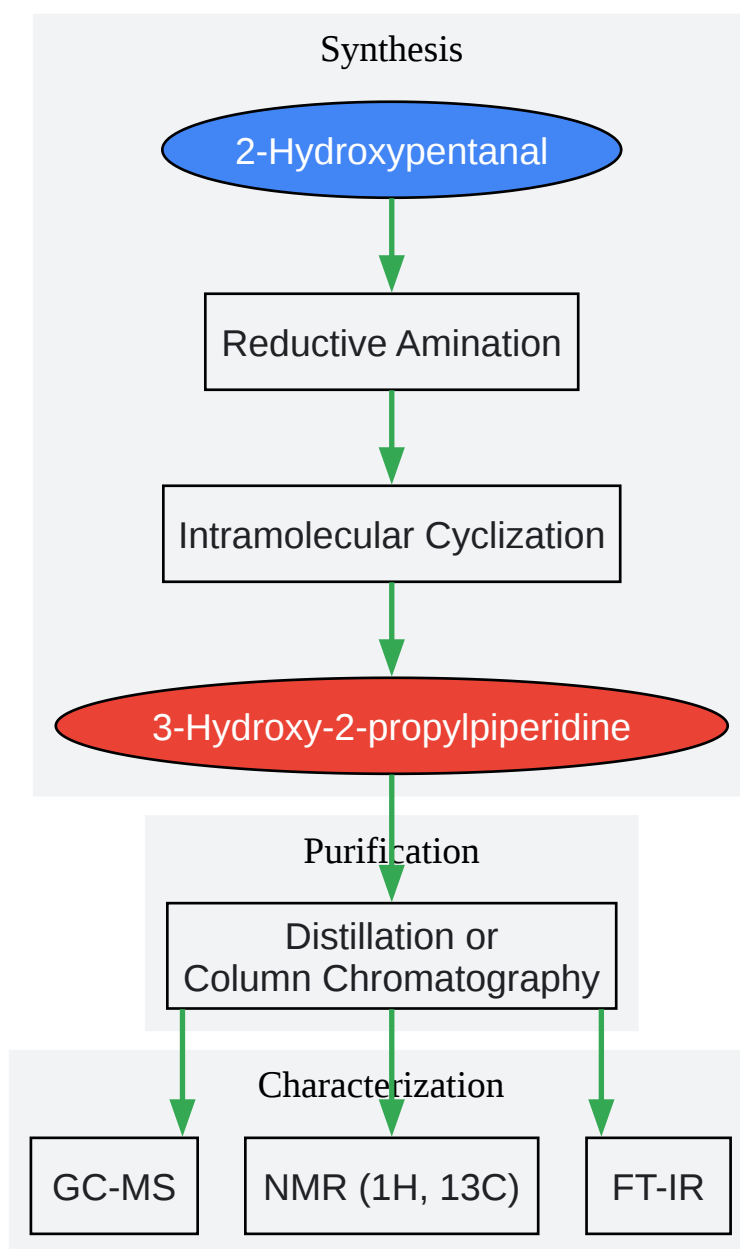 Synthesis
2-Hydroxypentanal
Reductive Amination
Intramolecular Cyclization
3-Hydroxy-2-propylpiperidine
Purification
Distillation or
Column Chromatography
Characterization
GC-MS
NMR (1H, 13C)
FT-IR